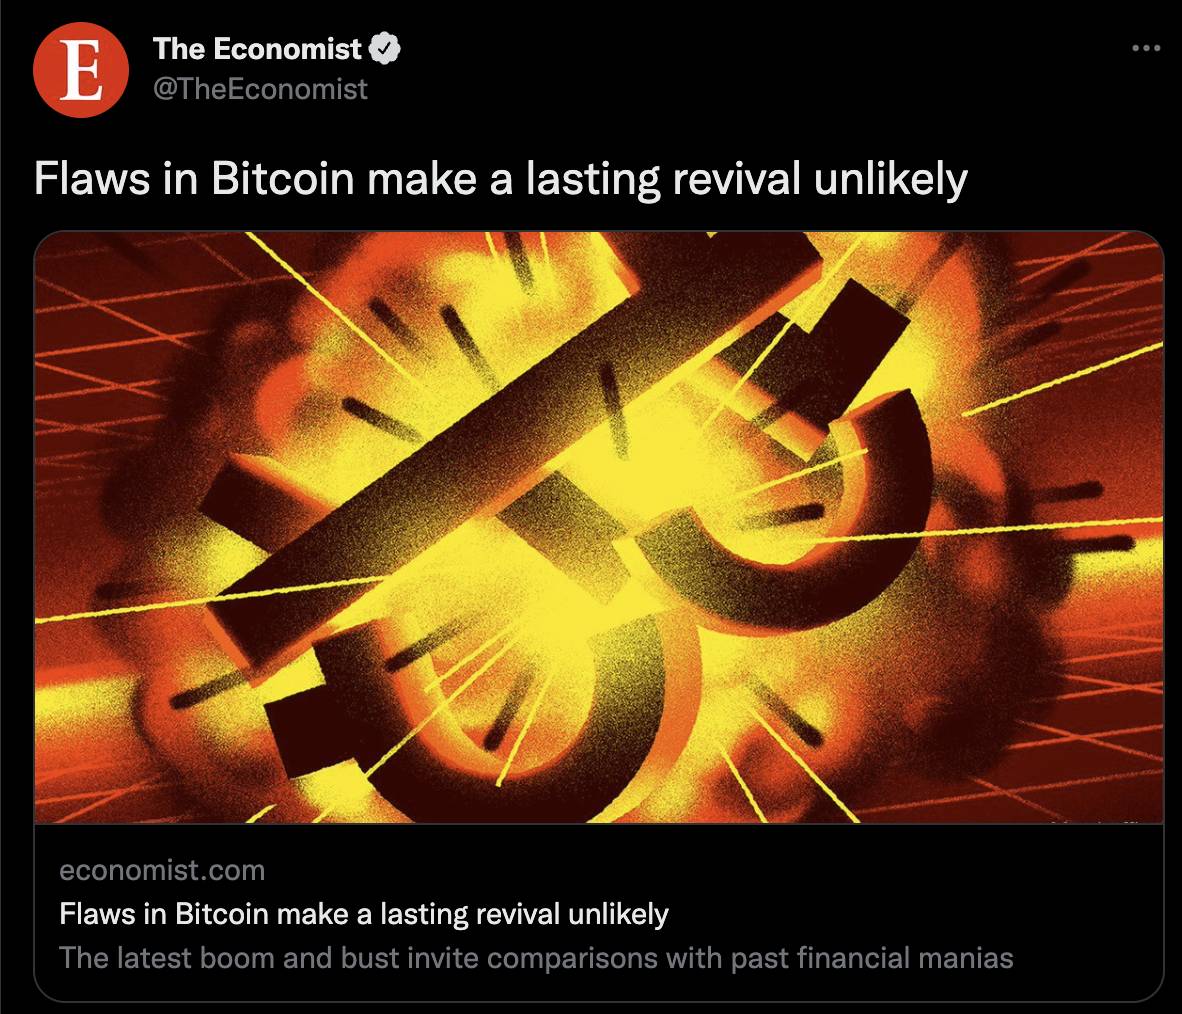 E
The Economist
@TheEconomist
Flaws in Bitcoin make a lasting revival unlikely
economist.com
Flaws in Bitcoin make a lasting revival unlikely
The latest boom and bust invite comparisons with past financial manias